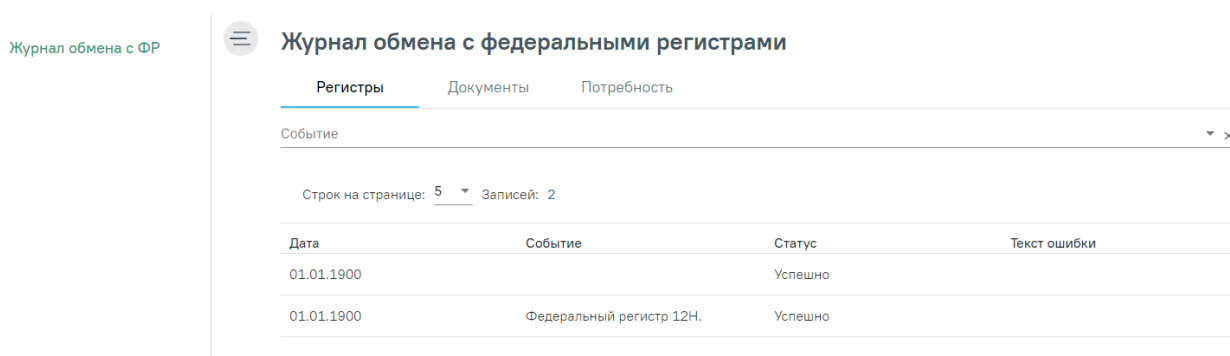 Журнал обмена с ФР
Журнал обмена с федеральными регистрами
Регистры Документы Потребность
Событие
Строк на странице: 5 Записей: 2
Дата Событие Статус Текст ошибки
01.01.1900 Успешно
01.01.1900 Федеральный регистр 12Н. Успешно